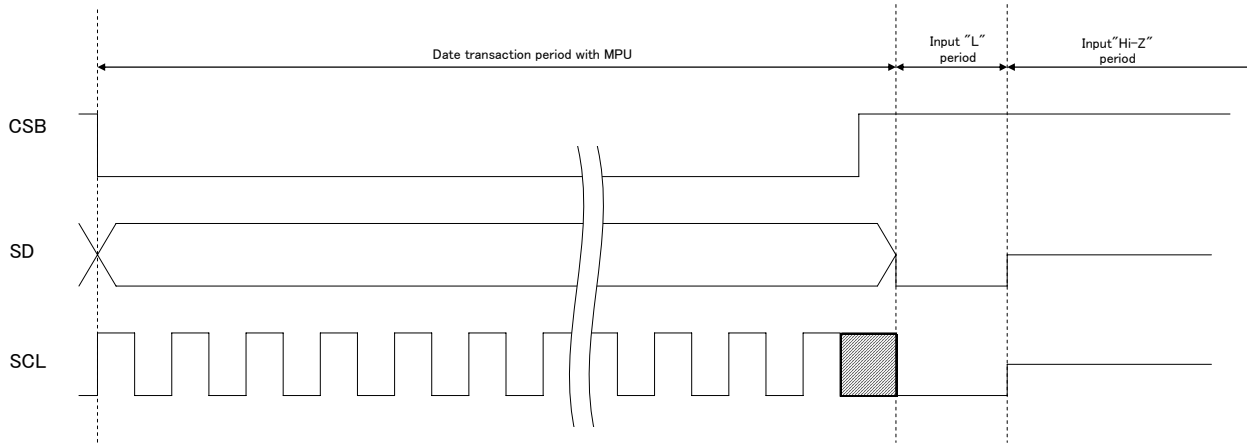 Date transaction period with MPU
Input "L"
period
Input"Hi-Z"
period
CSB
SD
SCL